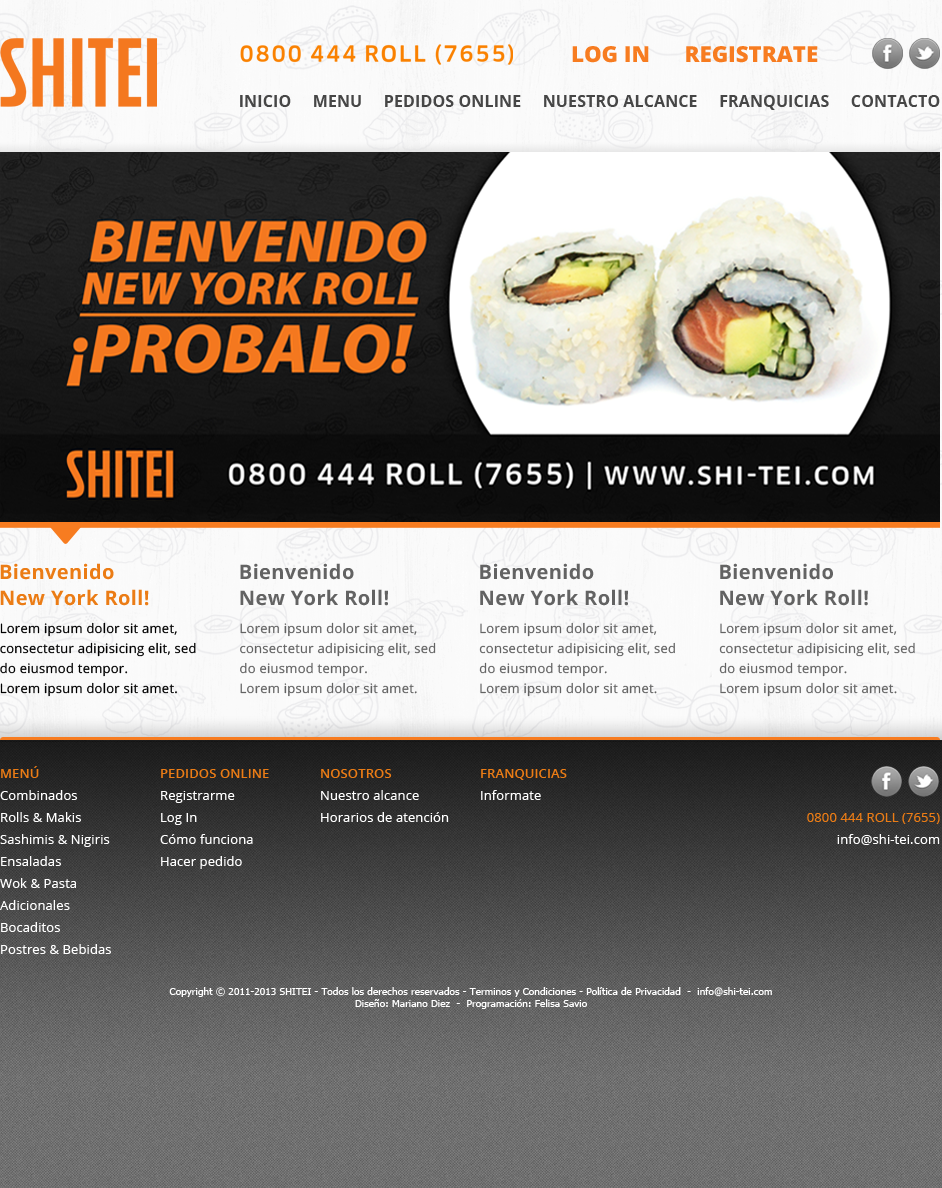 SHITEI
0800 444 ROLL (7655)
LOG IN
REGISTRATE
INICIO
MENU
PEDIDOS ONLINE
NUESTRO ALCANCE
FRANQUICIAS
CONTACTO
BIENVENIDO
NEW YORK ROLL
¡PROBALO!
SHITEI
0800 444 ROLL (7655) | WWW.SHI-TEI.COM
Bienvenido
New York Roll!
Lorem ipsum dolor sit amet,
consectetur adipisicing elit, sed
do eiusmod tempor.
Lorem ipsum dolor sit amet.
Bienvenido
New York Roll!
Lorem ipsum dolor sit amet,
consectetur adipisicing elit, sed
do eiusmod tempor.
Lorem ipsum dolor sit amet.
Bienvenido
New York Roll!
Lorem ipsum dolor sit amet,
consectetur adipisicing elit, sed
do eiusmod tempor.
Lorem ipsum dolor sit amet.
Bienvenido
New York Roll!
Lorem ipsum dolor sit amet,
consectetur adipisicing elit, sed
do eiusmod tempor.
Lorem ipsum dolor sit amet.
MENÚ
Combinados
Rolls & Makis
Sashimis & Nigiris
Ensaladas
Wok & Pasta
Adicionales
Bocaditos
Postres & Bebidas
PEDIDOS ONLINE
Registrarme
Log In
Cómo funciona
Hacer pedido
NOSOTROS
Nuestro alcance
Horarios de atención
FRANQUICIAS
Informate
0800 444 ROLL (7655)
info@shi-tei.com
Copyright © 2011-2013 SHITEI - Todos los derechos reservados - Terminos y Condiciones - Política de Privacidad - info@shi-tei.com
Diseño: Mariano Diez - Programación: Felisa Savio